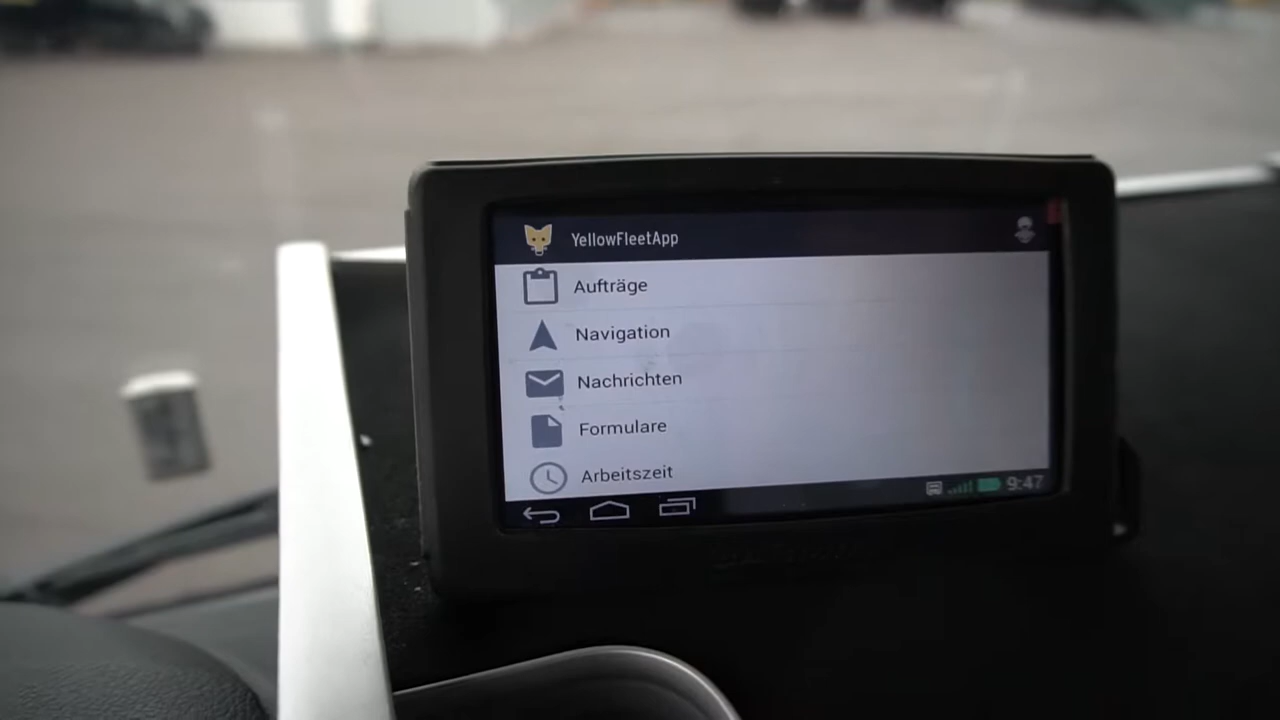 YellowFleetApp
Aufträge
Navigation
Nachrichten
Formulare
Arbeitszeit
9:47